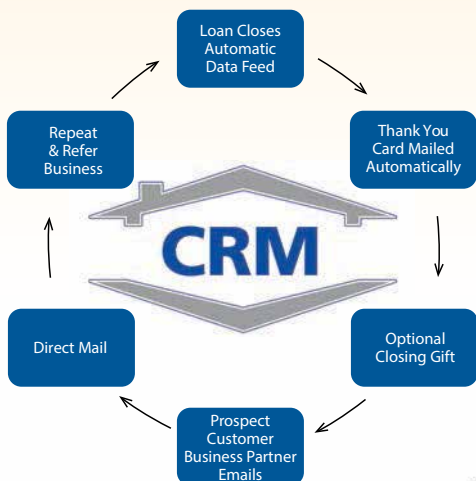 Loan Closes
Automatic
Data Feed
Thank You
Card Mailed
Automatically
Optional
Closing Gift
Prospect
Customer
Business Partner
Emails
Direct Mail
Repeat
& Refer
Business
CRM